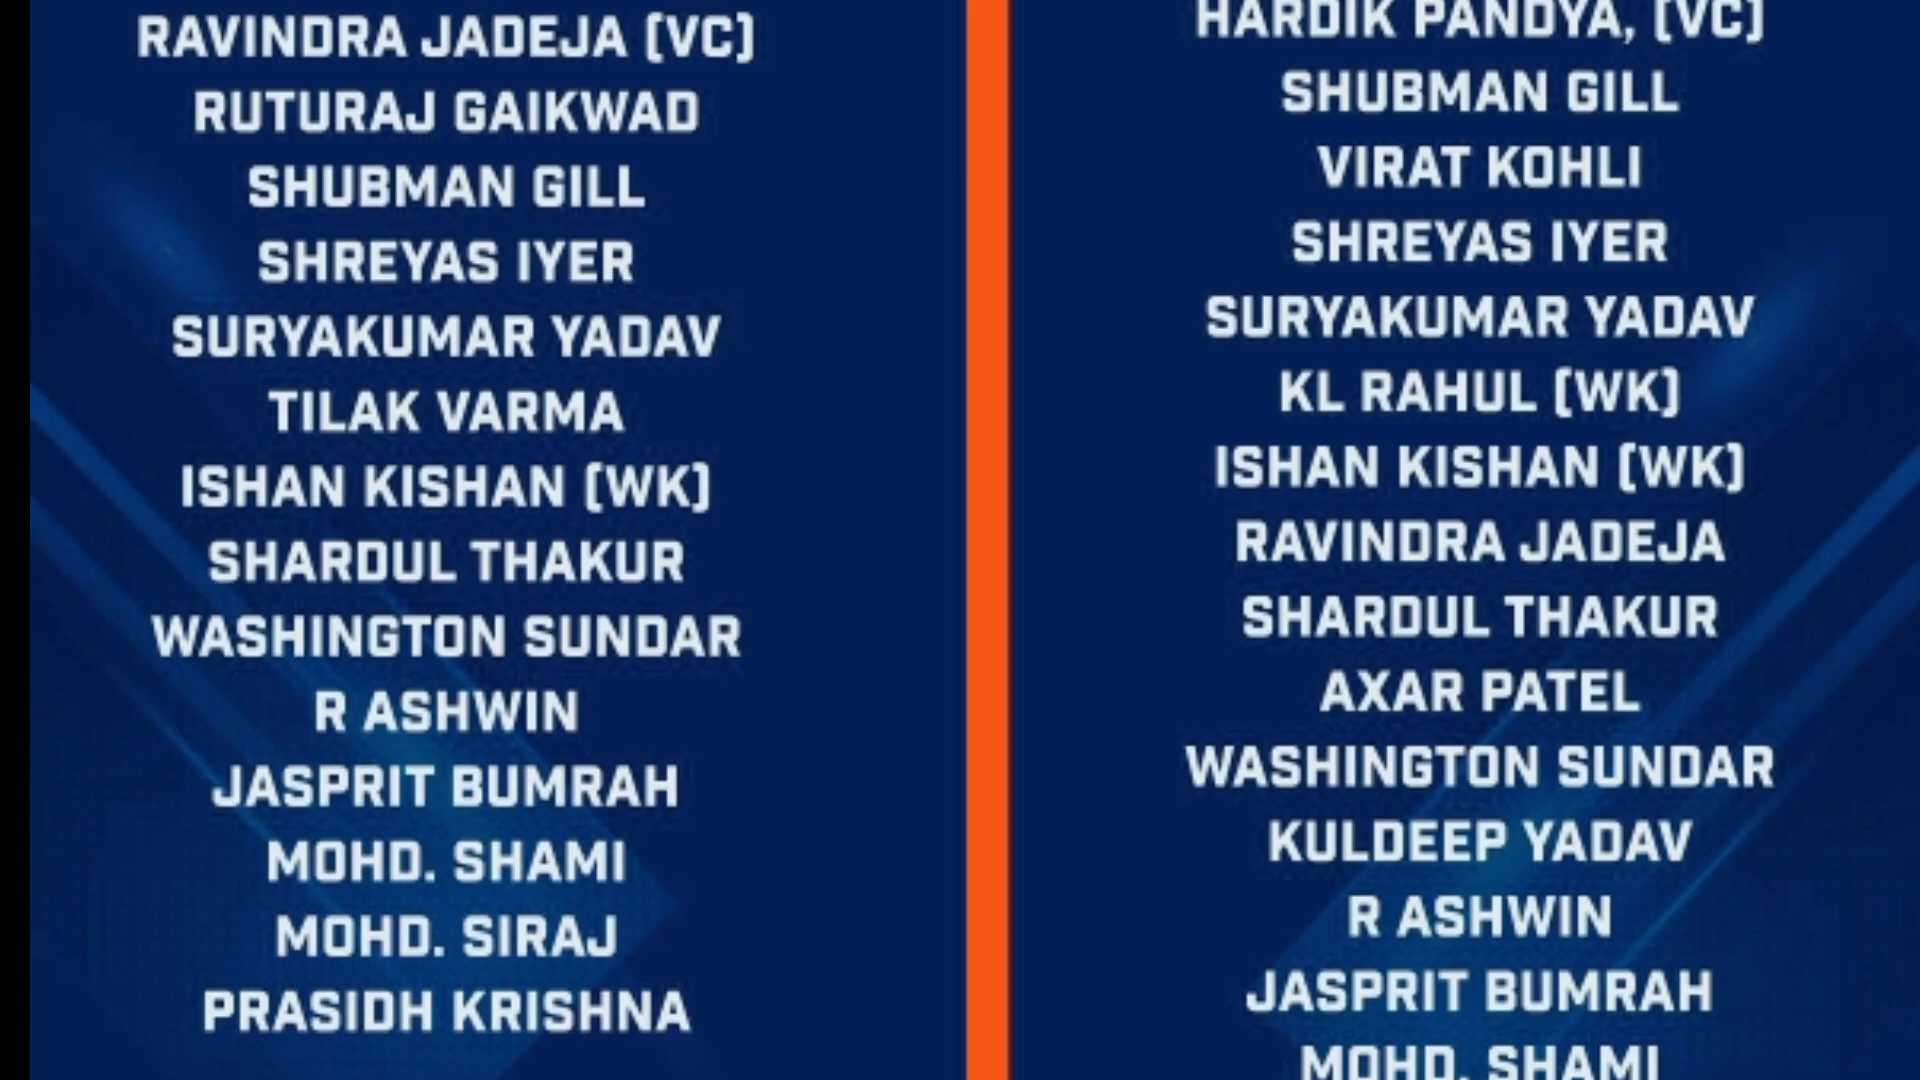 RAVINDRA JADEJA (VC)
RUTURAJ GAIKWAD
SHUBMAN GILL
SHREYAS IYER
SURYAKUMAR YADAV
TILAK VARMA
ISHAN KISHAN (WK)
SHARDUL THAKUR
WASHINGTON SUNDAR
R ASHWIN
JASPRIT BUMRAH
MOHD. SHAMI
MOHD. SIRAJ
PRASIDH KRISHNA
HARDIK PANDYA, (VC)
SHUBMAN GILL
VIRAT KOHLI
SHREYAS IYER
SURYAKUMAR YADAV
KL RAHUL (WK)
ISHAN KISHAN (WK)
RAVINDRA JADEJA
SHARDUL THAKUR
AXAR PATEL
WASHINGTON SUNDAR
KULDEEP YADAV
R ASHWIN
JASPRIT BUMRAH
MOHD. SHAMI